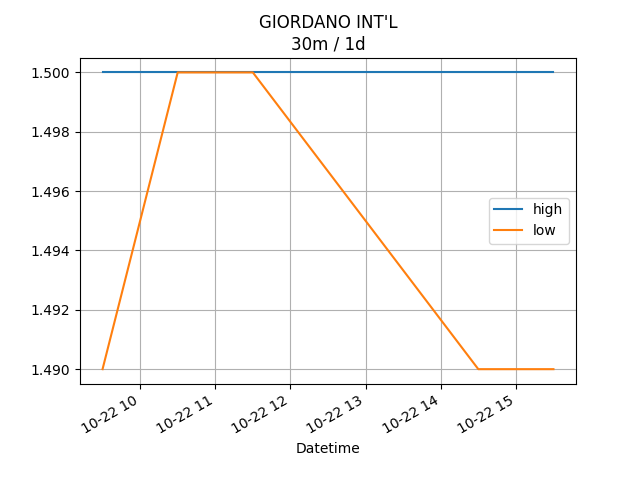 GIORDANO INT'L
30m / 1d
1.500
1.498
1.496
1.494
1.492
1.490
high
low
10-22 10
10-22 11
10-22 12
10-22 13
10-22 14
10-22 15
Datetime